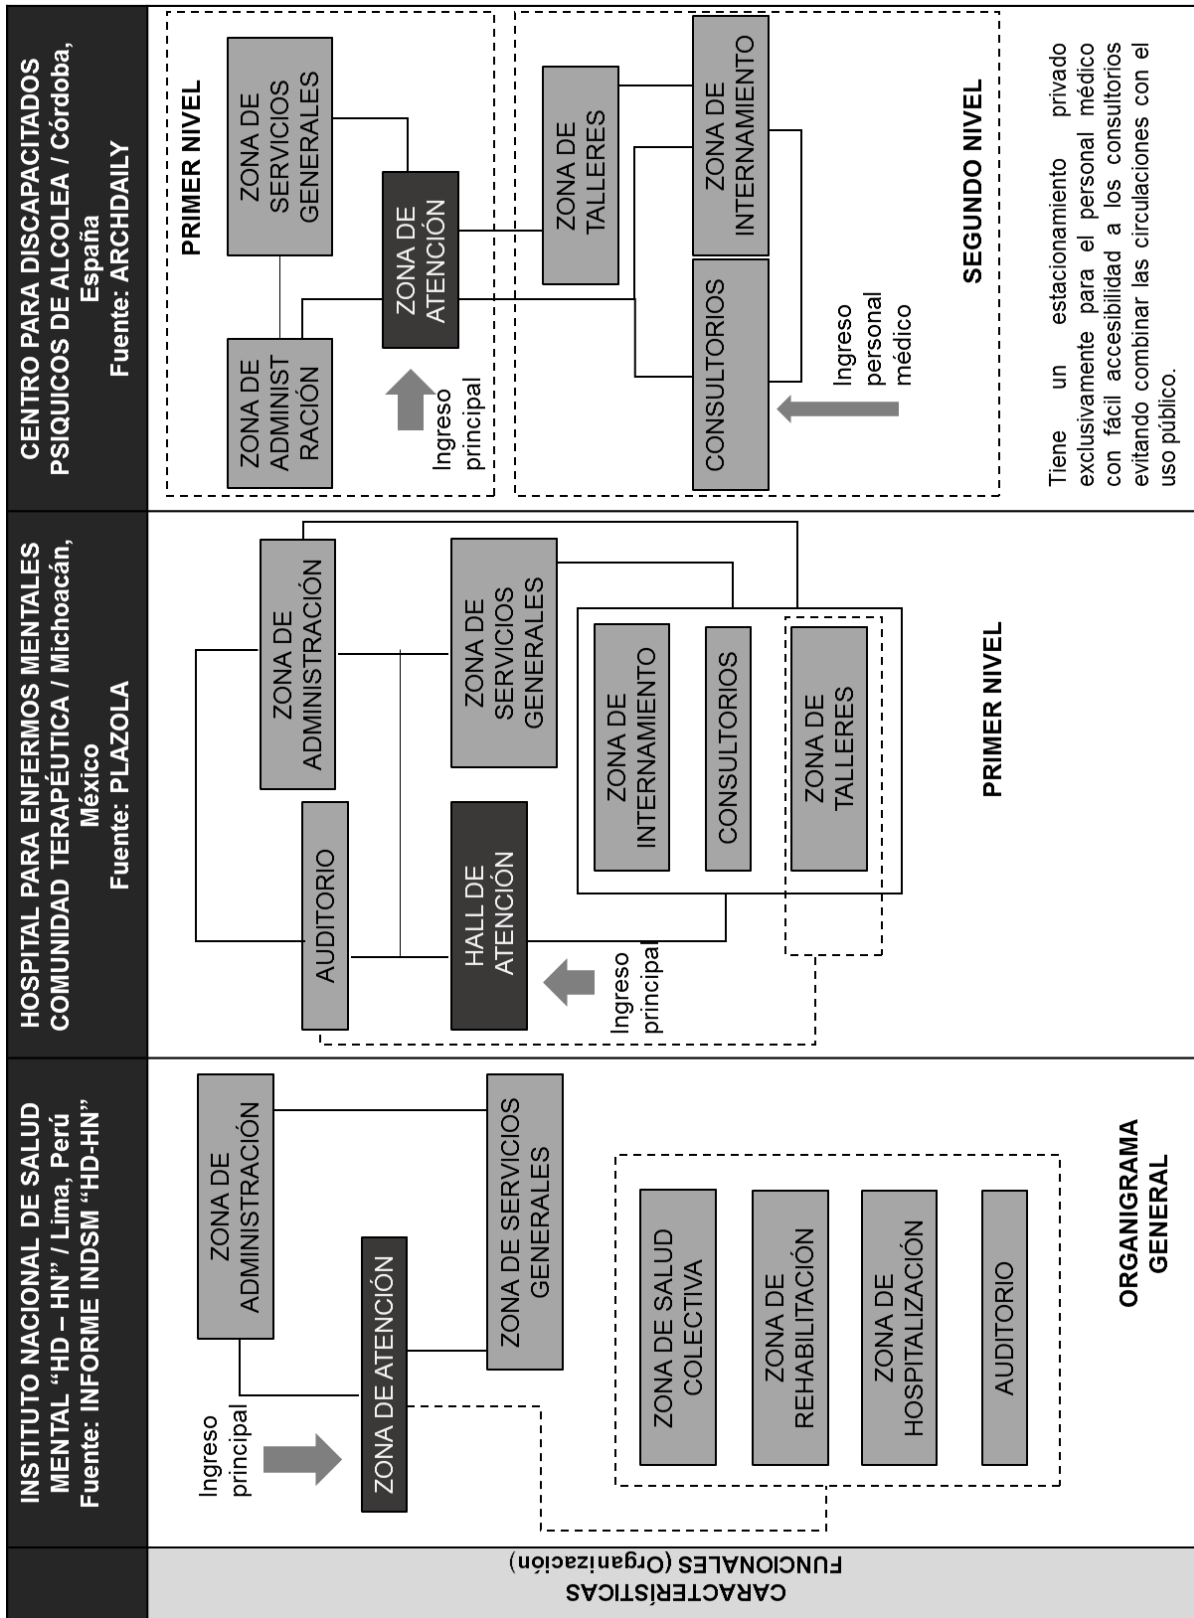 CARACTERÍSTICAS
FUNCIONALES (Organización)
INSTITUTO NACIONAL DE SALUD
MENTAL “HD – HN” / Lima, Perú
Fuente: INFORME INDSM “HD-HN”
Ingreso
principal
ZONA DE
ADMINISTRACIÓN
ZONA DE ATENCIÓN
ZONA DE SERVICIOS
GENERALES
ZONA DE SALUD
COLECTIVA
ZONA DE
REHABILITACIÓN
ZONA DE
HOSPITALIZACIÓN
AUDITORIO
ORGANIGRAMA
GENERAL
HOSPITAL PARA ENFERMOS MENTALES
COMUNIDAD TERAPÉUTICA / Michoacán,
México
Fuente: PLAZOLA
ZONA DE
ADMINISTRACIÓN
AUDITORIO
HALL DE
ATENCIÓN
ZONA DE
SERVICIOS
GENERALES
Ingreso
principal
ZONA DE
INTERNAMIENTO
CONSULTORIOS
ZONA DE
TALLERES
PRIMER NIVEL
CENTRO PARA DISCAPACITADOS
PSIQUICOS DE ALCOLEA / Córdoba,
España
Fuente: ARCHDAILY
PRIMER NIVEL
ZONA DE
ADMINIST
RACIÓN
ZONA DE
SERVICIOS
GENERALES
ZONA DE
ATENCIÓN
Ingreso
principal
ZONA DE
TALLERES
CONSULTORIOS
ZONA DE
INTERNAMIENTO
Ingreso
personal
médico
SEGUNDO NIVEL
Tiene un estacionamiento privado
exclusivamente para el personal médico
con fácil accesibilidad a los consultorios
evitando combinar las circulaciones con el
uso público.